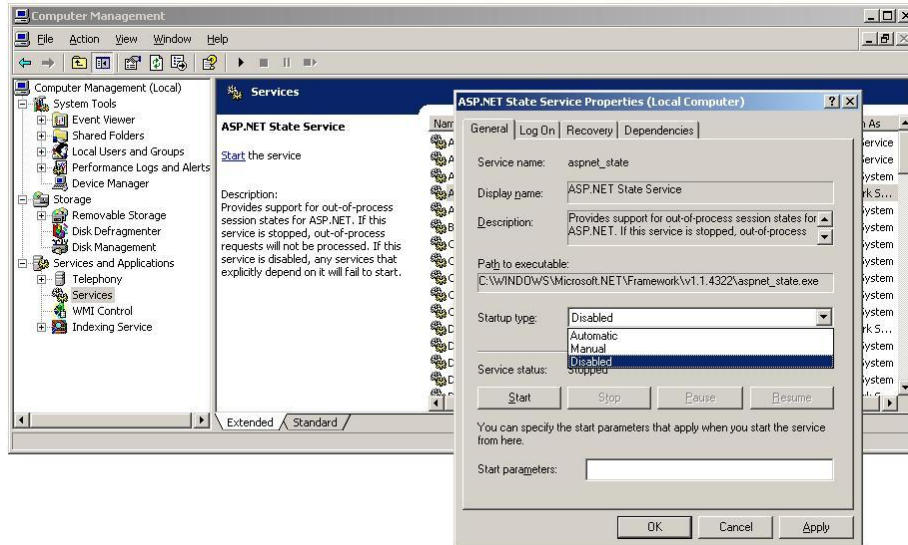 Computer Management
File Action View Window Help
Computer Management (Local)
System Tools
Event Viewer
Shared Folders
Local Users and Groups
Performance Logs and Alerts
Device Manager
Storage
Removable Storage
Disk Defragmenter
Disk Management
Services and Applications
Telephony
Services
WMI Control
Indexing Service
Services
ASP.NET State Service
Start the service
Description:
Provides support for out-of-process
session states for ASP.NET. If this
service is stopped, out-of-process
requests will not be processed. If this
service is disabled, any services that
explicitly depend on it will fail to start.
Extended Standard
ASP.NET State Service Properties (Local Computer)
General Log On Recovery Dependencies
Service name: aspnet_state
Display name: ASP.NET State Service
Description: Provides support for out-of-process session states for
ASP.NET. If this service is stopped, out-of-process
Path to executable:
C:\WINDOWS\Microsoft.NET\Framework\v1.1.4322\aspnet_state.exe
Startup type: Disabled
Automatic
Manual
Disabled
Service status: Stopped
Start Stop Pause Resume
You can specify the start parameters that apply when you start the service
from here.
Start parameters:
OK Cancel Apply